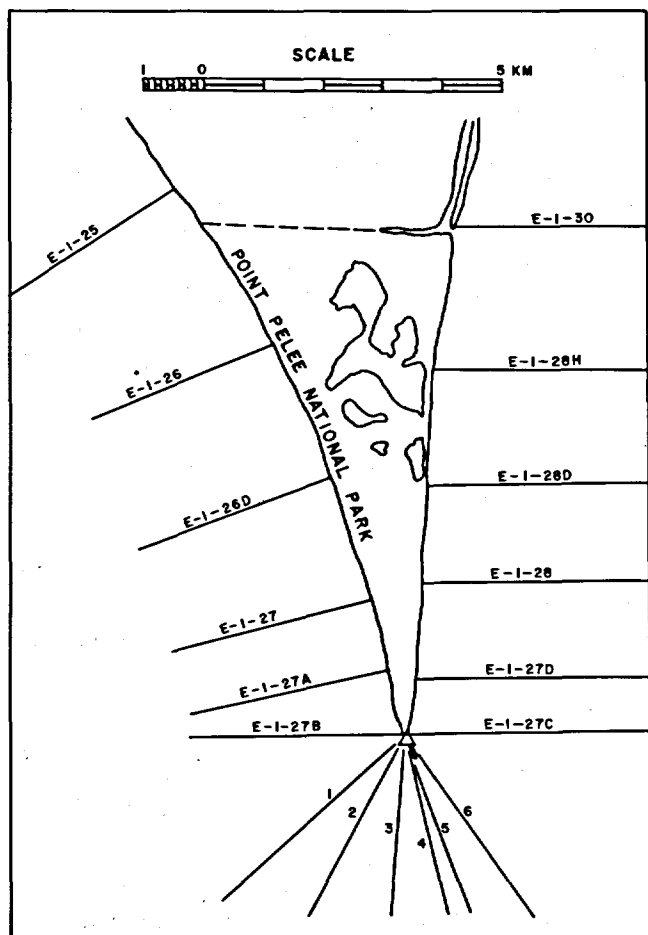 SCALE
1 0 5 KM
E-1-25
E-1-30
POINT PELEE NATIONAL PARK
E-1-26
E-1-28H
E-1-26D
E-1-28D
E-1-27
E-1-28
E-1-27A
E-1-27D
E-1-27B
E-1-27C
1
2
3
4
5
6